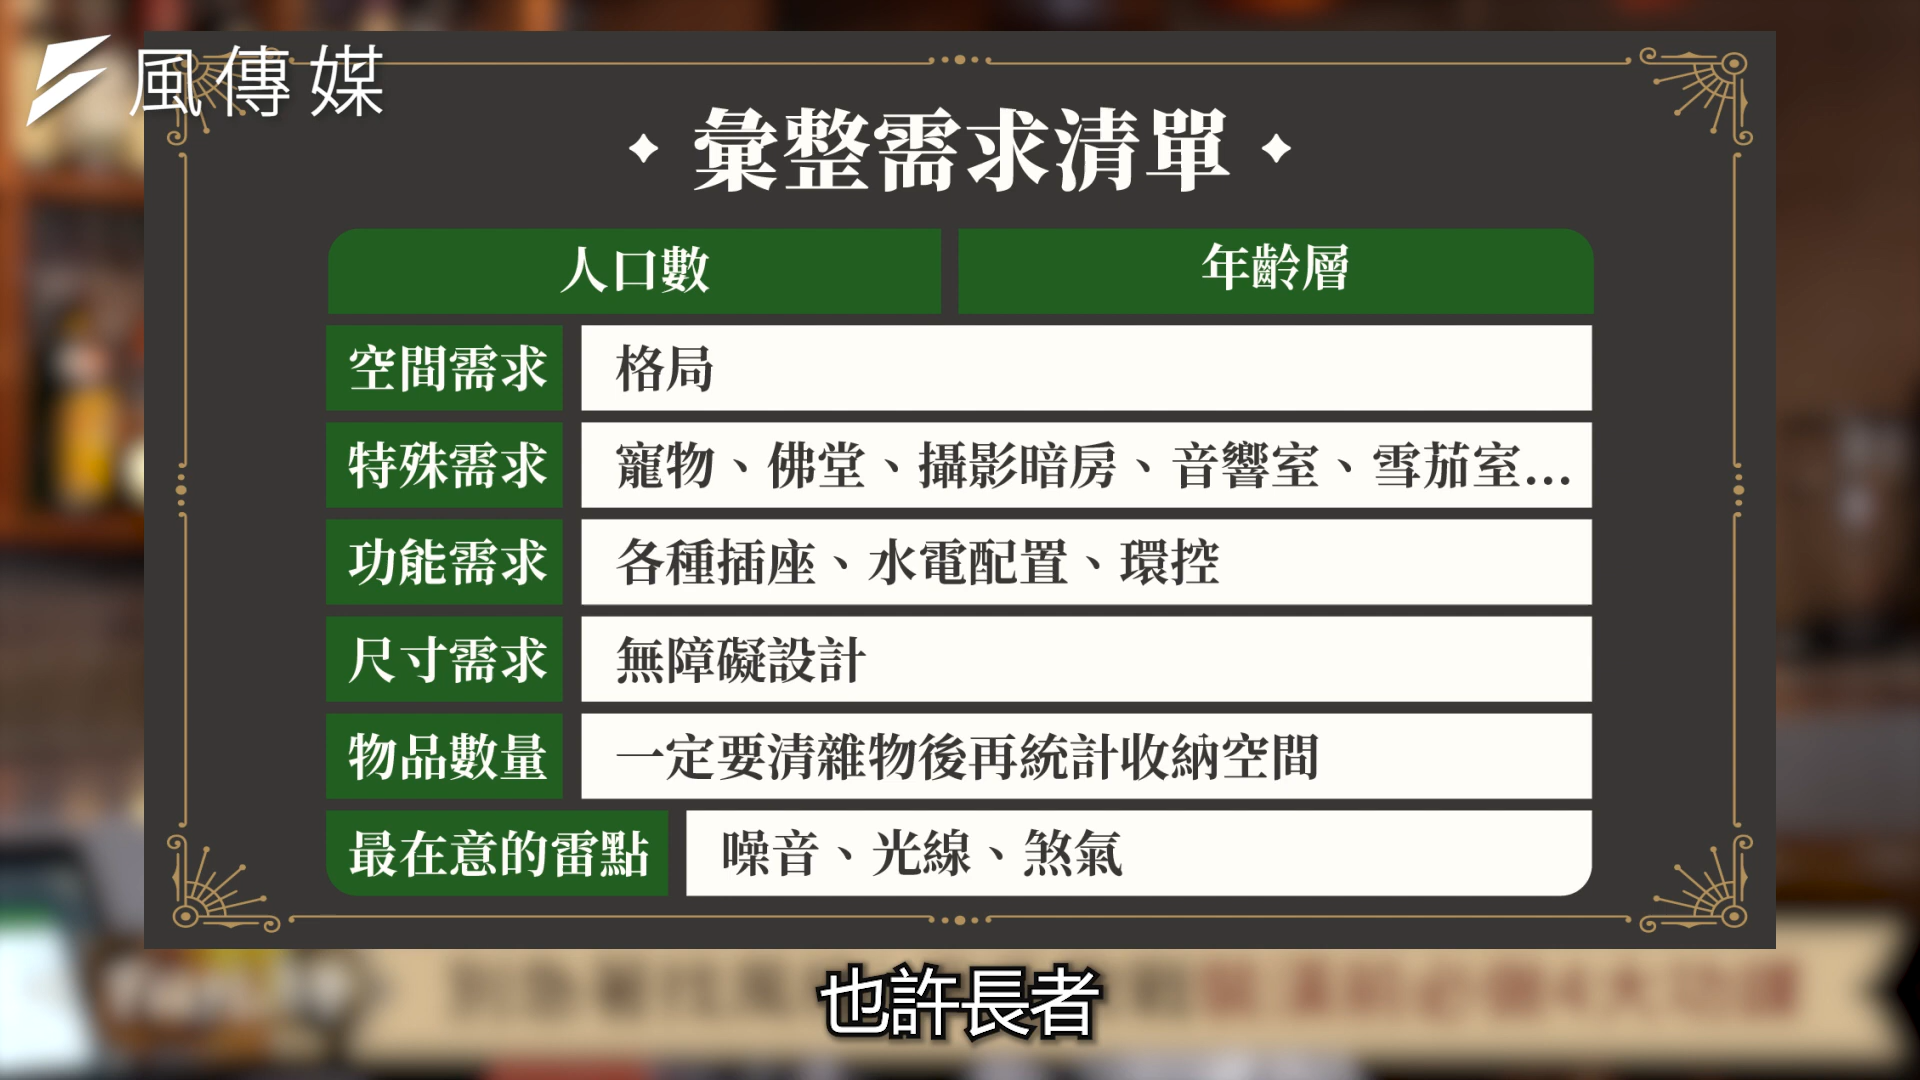 風傳媒
彙整需求清單
人口數 年齡層
空間需求 格局
特殊需求 寵物、佛堂、攝影暗房、音響室、雪茄室...
功能需求 各種插座、水電配置、環控
尺寸需求 無障礙設計
物品數量 一定要清雜物後再統計收納空間
最在意的雷點 噪音、光線、煞氣
也許長者